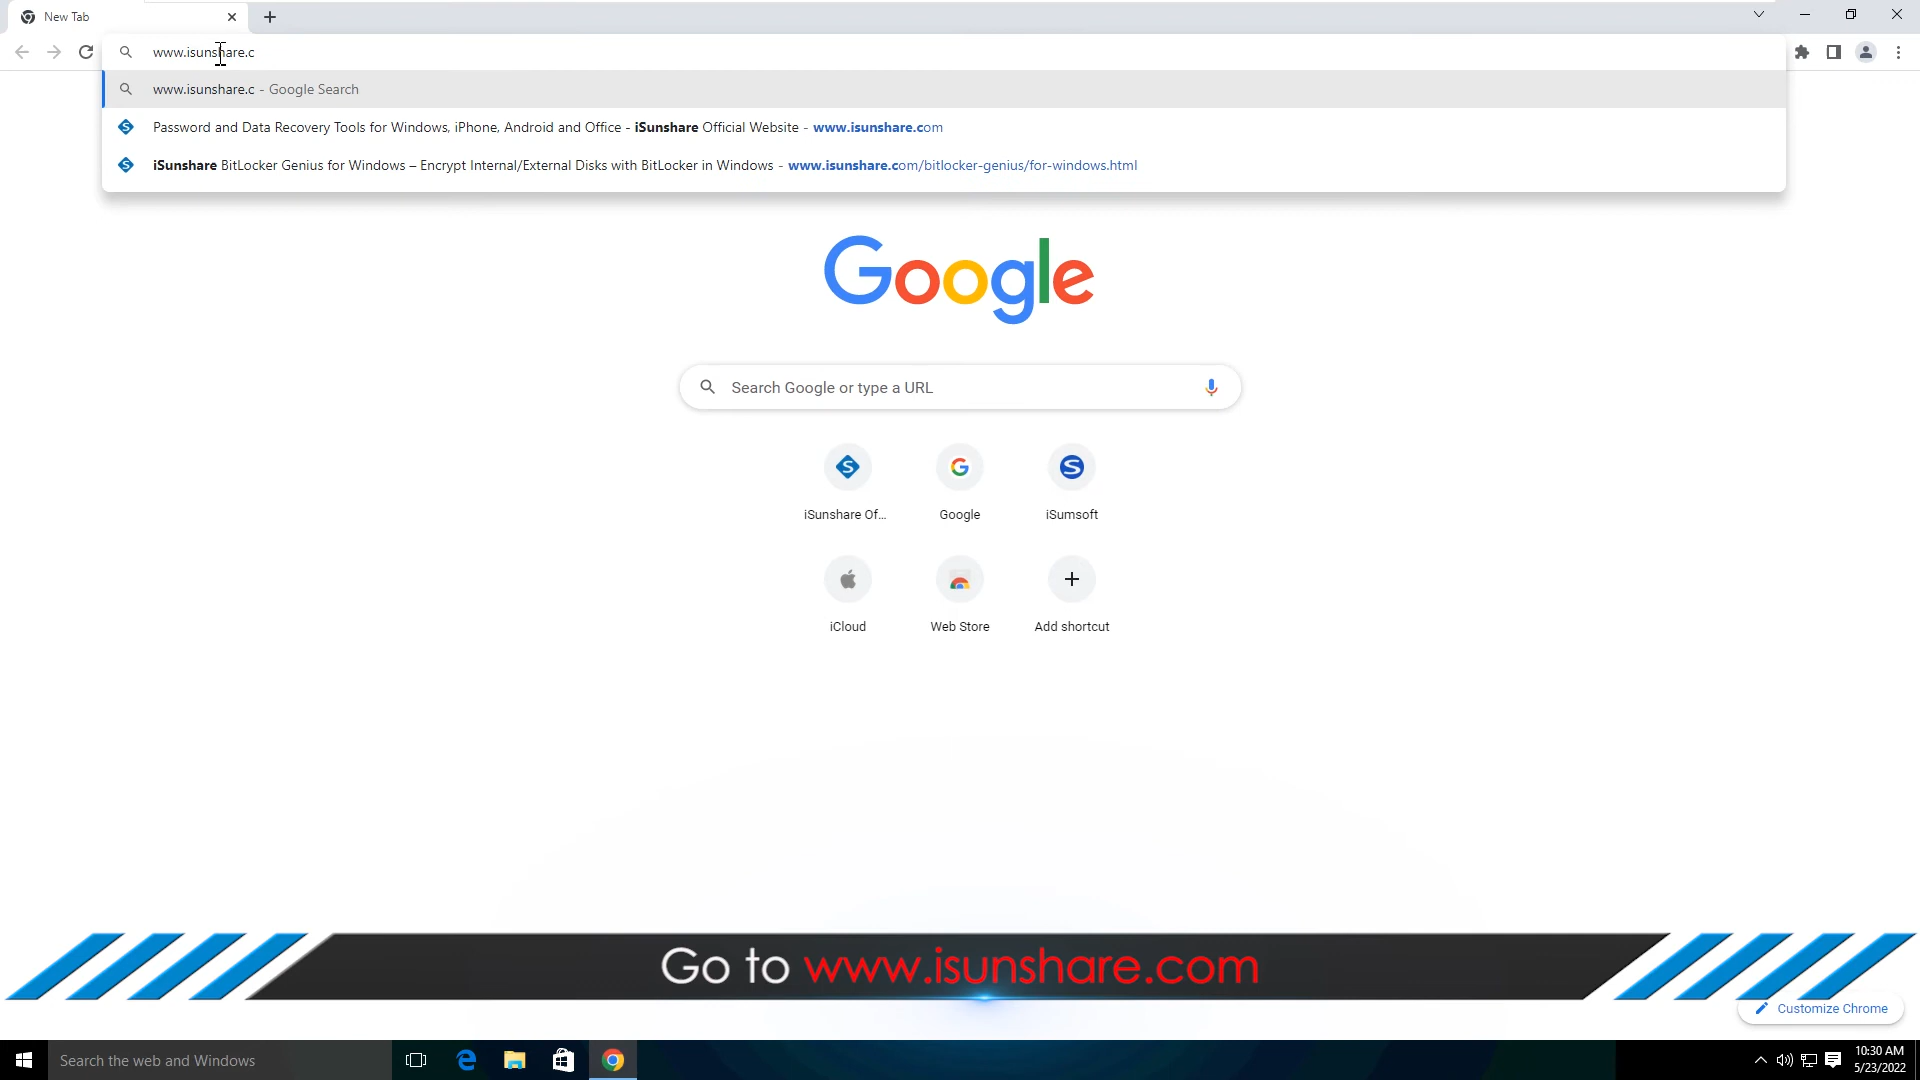 New Tab
www.isunshare.c
www.isunshare.c - Google Search
Password and Data Recovery Tools for Windows, iPhone, Android and Office - iSunshare Official Website - www.isunshare.com
iSunshare BitLocker Genius for Windows – Encrypt Internal/External Disks with BitLocker in Windows - www.isunshare.com/bitlocker-genius/for-windows.html
Google
Search Google or type a URL
iSunshare Of...
Google
iSumsoft
iCloud
Web Store
Add shortcut
Go to www.isunshare.com
Customize Chrome
Search the web and Windows
10:30 AM
5/23/2022